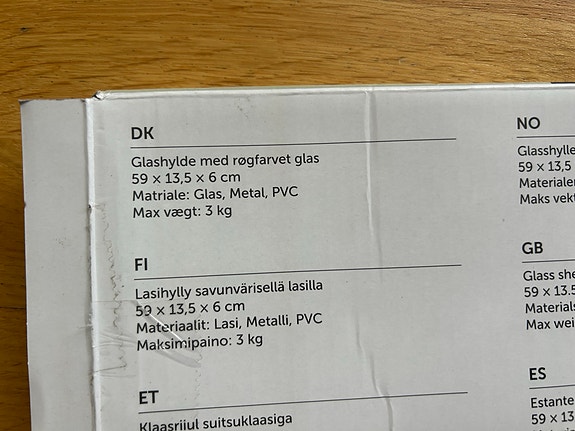 DK
Glashylde med røgfarvet glas
59 × 13,5 × 6 cm
Matriale: Glas, Metal, PVC
Max vægt: 3 kg
FI
Lasihylly savunvärisellä lasilla
59 × 13,5 × 6 cm
Materiaalit: Lasi, Metalli, PVC
Maksimipaino: 3 kg
ET
Klaasriiul suitsuklaasiga
NO
Glasshylle
59 × 13,5
Materialer
Maks vekt
GB
Glass she
59 × 13.5
Materials
Max wei
ES
Estante
59 × 13